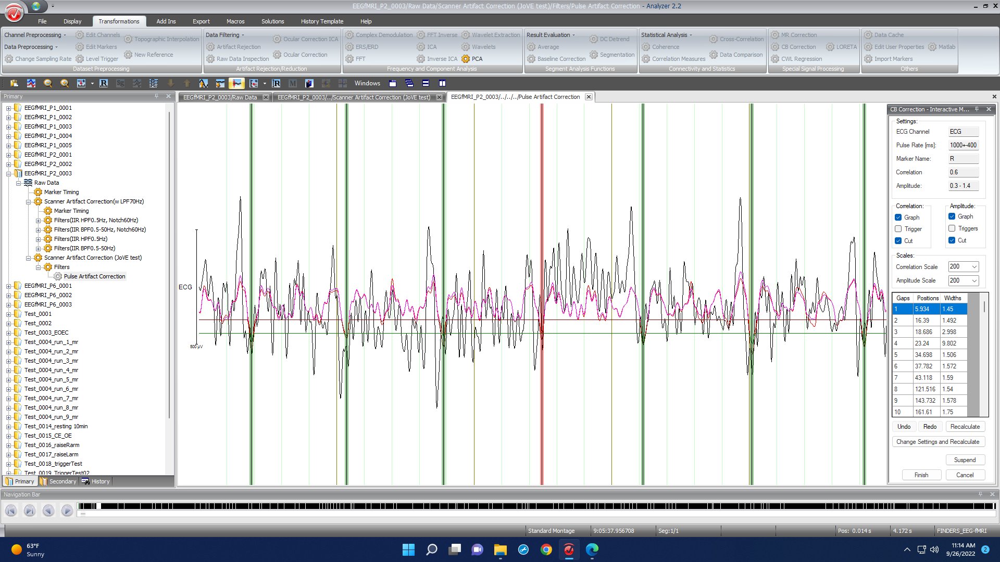 EEGfMRI_P2_0003/Raw Data/Scanner Artifact Correction (JoVE test)/Filters/Pulse Artifact Correction - Analyzer 2.2
File Display Transformations Add Ins Export Macros Solutions History Template Help
Channel Preprocessing Edit Channels Topographic Interpolation
Data Preprocessing Edit Markers New Reference
Change Sampling Rate Level Trigger
Dataset Preprocessing
Data Filtering Ocular Correction ICA
Artifact Rejection Ocular Correction
Raw Data Inspection
Artifact Rejection/Reduction
Complex Demodulation FFT Inverse Wavelet Extraction
ERS/ERD ICA Wavelets
FFT Inverse ICA PCA
Frequency and Component Analysis
Result Evaluation DC Detrend
Average Segmentation
Baseline Correction
Segment Analysis Functions
Statistical Analysis Cross-Correlation
Coherence Data Comparison
Correlation Measures
Connectivity and Statistics
MR Correction
CB Correction LORETA
CWL Regression
Special Signal Processing
Data Cache
Edit User Properties Matlab
Import Markers
Others
R Sg R M Windows
Primary
EEGfMRI_P1_0001
EEGfMRI_P1_0002
EEGfMRI_P1_0003
EEGfMRI_P1_0004
EEGfMRI_P1_0005
EEGfMRI_P2_0001
EEGfMRI_P2_0002
EEGfMRI_P2_0003
Raw Data
Marker Timing
Scanner Artifact Correction(w LPF70Hz)
Marker Timing
Filters(IIR HPF0.5Hz, Notch60Hz)
Filters(IIR BPF0.5-50Hz, Notch60Hz)
Filters(IIR HPF0.5Hz)
Filters(IIR BPF0.5-50Hz)
Scanner Artifact Correction (JoVE test)
Filters
Pulse Artifact Correction
EEGfMRI_P6_0001
EEGfMRI_P6_0002
EEGfMRI_P6_0003
Test_0001
Test_0002
Test_0003_EOEC
Test_0004_run_1_mr
Test_0004_run_2_mr
Test_0004_run_3_mr
Test_0004_run_4_mr
Test_0004_run_5_mr
Test_0004_run_6_mr
Test_0004_run_7_mr
Test_0004_run_8_mr
Test_0004_run_9_mr
Test_0014_resting 10min
Test_0015_CE_OE
Test_0016_raiseRarm
Test_0017_raiseLarm
Test_0018_triggerTest
Test_0019_TriggerTest02
Primary Secondary History
EEGfMRI_P2_0003/Raw Data EEGfMRI_P2_0003/../Scanner Artifact Correction (JoVE test) EEGfMRI_P2_0003/../../../Pulse Artifact Correction
ECG
500 µV
CB Correction - Interactive M...
Settings:
ECG Channel ECG
Pulse Rate [ms]: 1000+-400
Marker Name: R
Correlation 0.6
Amplitude: 0.3 - 1.4
Correlation: Amplitude:
Graph Graph
Trigger Triggers
Cut Cut
Scales:
Correlation Scale 200
Amplitude Scale 200
Gaps Positions Widths
1 5.934 1.45
2 16.39 1.492
3 18.686 2.998
4 23.24 9.802
5 34.698 1.506
6 37.782 1.572
7 43.118 1.59
8 121.516 1.54
9 143.732 1.578
10 161.61 1.75
Undo Redo Recalculate
Change Settings and Recalculate
Suspend
Finish Cancel
Navigation Bar
Standard Montage 9:05:37.956708 Seg:1/1 Pos: 0.014 s 4.172 s FINDERS_EEG-fMRI
63°F
Sunny
11:14 AM
9/26/2022
2